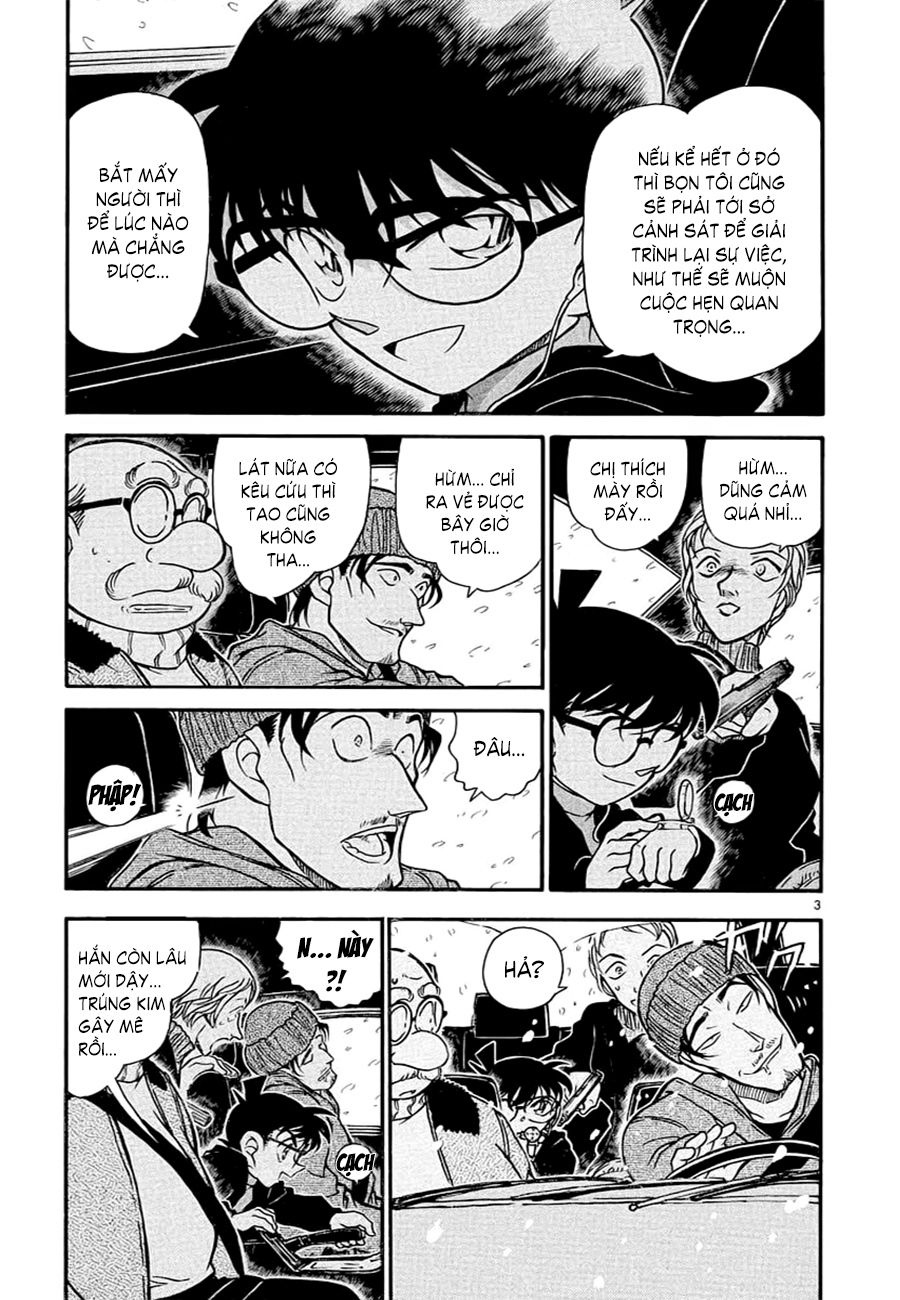 NẾU KỂ HẾT Ở ĐÓ
THÌ BỌN TÔI CŨNG
SẼ PHẢI TỚI SỞ
CẢNH SÁT ĐỂ GIẢI
TRÌNH LẠI SỰ VIỆC,
NHƯ THẾ SẼ MUỘN
CUỘC HẸN QUAN
TRỌNG...
BẮT MẤY
NGƯỜI THÌ
ĐỂ LÚC NÀO
MÀ CHẲNG
ĐƯỢC...
HỪM...
DŨNG CẢM
QUÁ NHỈ...
CHỊ THÍCH
MÀY RỒI
ĐẤY...
CẠCH
HỪM... CHỈ
RA VẺ ĐƯỢC
BÂY GIỜ
THÔI...
LÁT NỮA CÓ
KÊU CỨU THÌ
TAO CŨNG
KHÔNG
THA...
ĐÂU...
PHẬP!
3
ガク
HẢ?
N... NÀY
?!
HẮN CÒN LÂU
MỚI DẬY...
TRÚNG KIM
GÂY MÊ
RỒI...
CẠCH